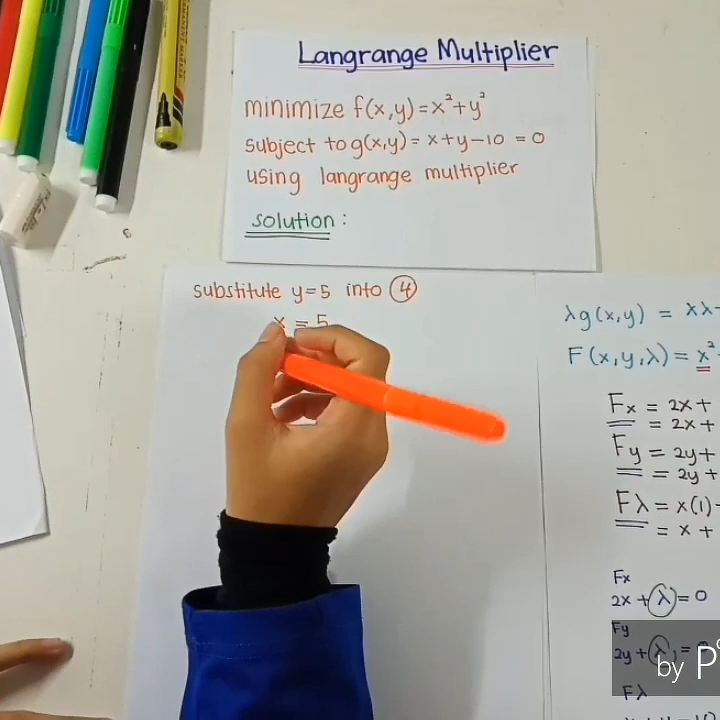 Langrange Multiplier
minimize f(x,y)=x²+y²
subject to g(x,y)= x+y-10 =0
using langrange multiplier
solution:
substitute y=5 into ④
x = 5
λg(x,y) = xλ
F(x,y,λ) = x²
Fx = 2x +
= 2x +
Fy = 2y+
= 2y +
Fλ = x(1)
= x +
Fx
2x + λ = 0
Fy
2y + λ =
Fλ
by P